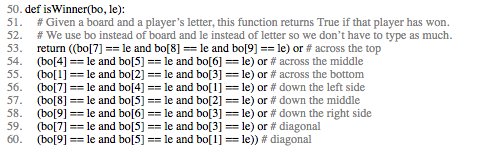 50. def isWinner(bo, le):
51. # Given a board and a player's letter, this function returns True if that player has won.
52. # We use bo instead of board and le instead of letter so we don't have to type as much.
53. return ((bo[7] == le and bo[8] == le and bo[9] == le) or # across the top
54. (bo[4] == le and bo[5] == le and bo[6] == le) or # across the middle
55. (bo[1] == le and bo[2] == le and bo[3] == le) or # across the bottom
56. (bo[7] == le and bo[4] == le and bo[1] == le) or # down the left side
57. (bo[8] == le and bo[5] == le and bo[2] == le) or # down the middle
58. (bo[9] == le and bo[6] == le and bo[3] == le) or # down the right side
59. (bo[7] == le and bo[5] == le and bo[3] == le) or # diagonal
60. (bo[9] == le and bo[5] == le and bo[1] == le)) # diagonal